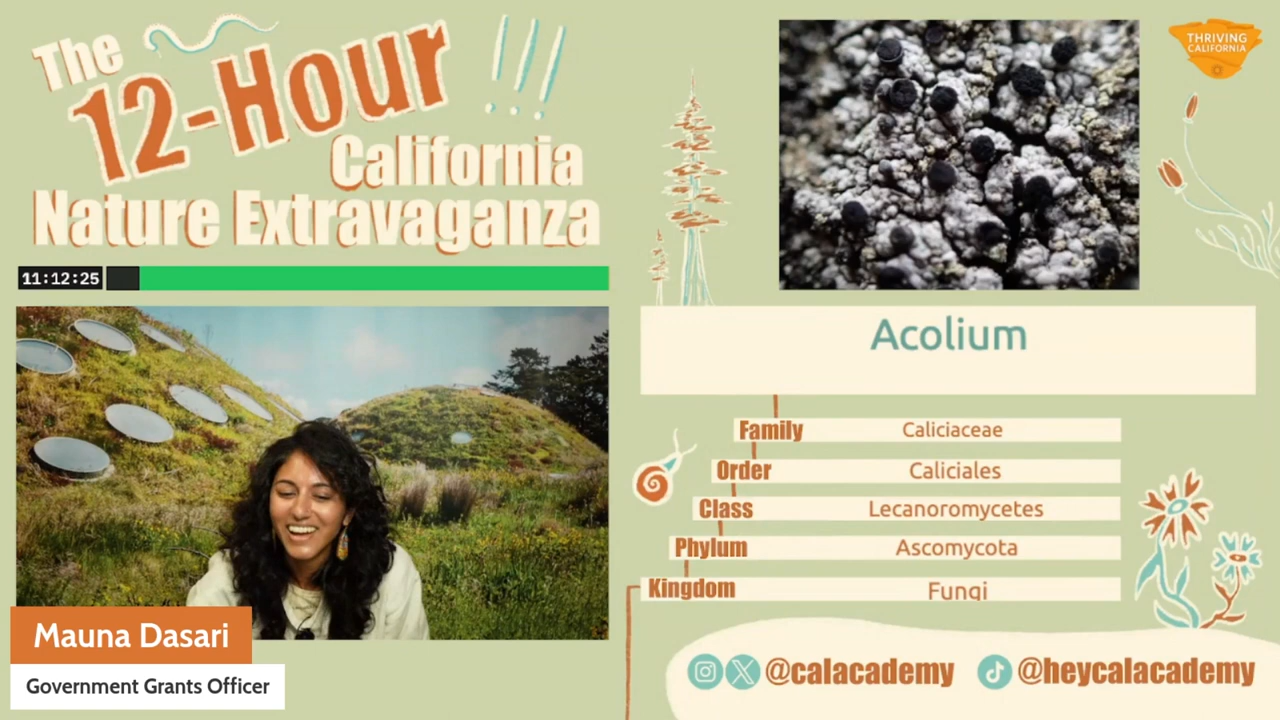 The
12-Hour!!!
California
Nature Extravaganza
11:12:25
Mauna Dasari
Government Grants Officer
THRIVING
CALIFORNIA
Acolium
Family Caliciaceae
Order Caliciales
Class Lecanoromycetes
Phylum Ascomycota
Kingdom Fungi
@calacademy @heycalacademy